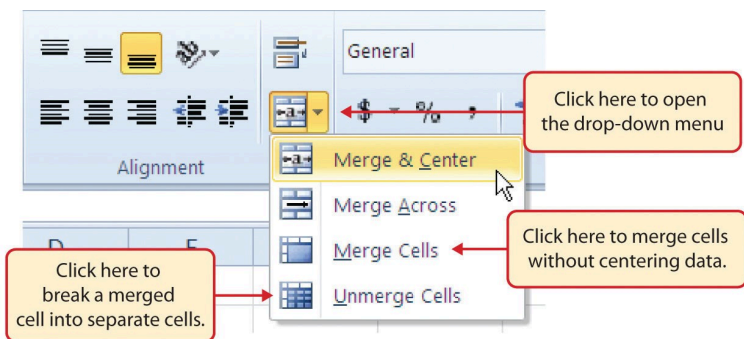 General
$ % ,
Click here to open
the drop-down menu
Alignment
Merge & Center
Merge Across
Merge Cells
Click here to merge cells
without centering data.
Click here to
break a merged
cell into separate cells.
Unmerge Cells